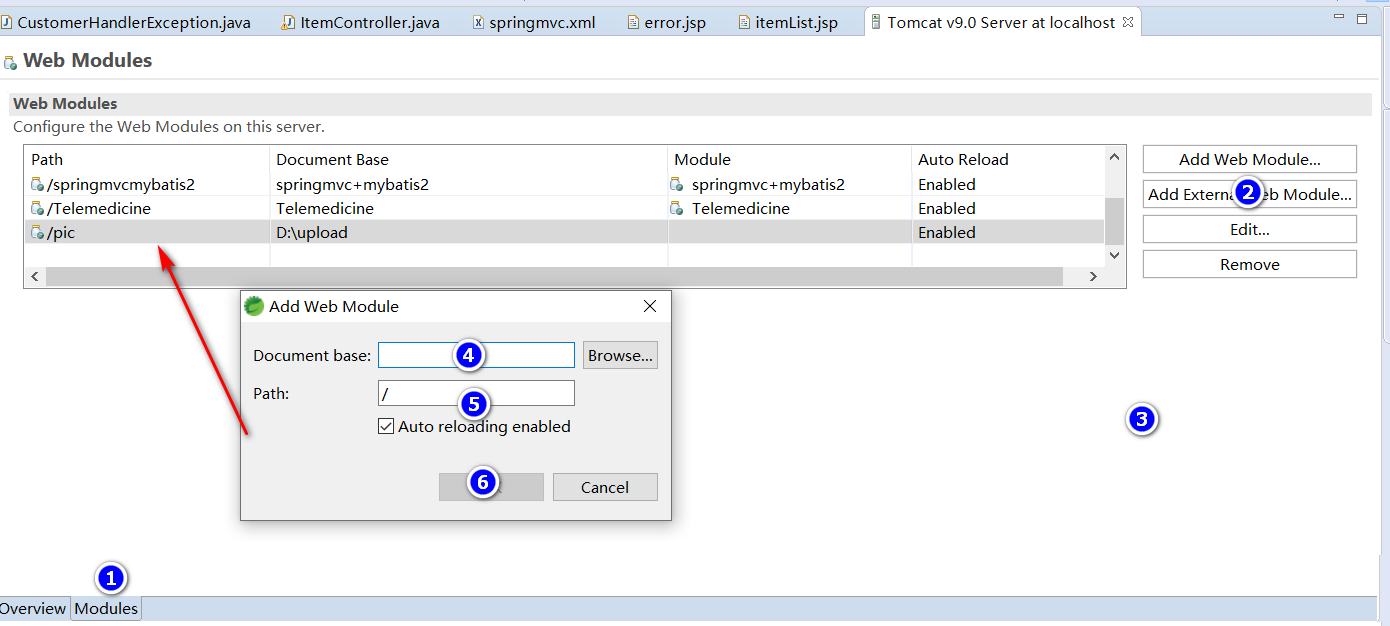 CustomerHandlerException.java ItemController.java springmvc.xml error.jsp itemList.jsp Tomcat v9.0 Server at localhost
Web Modules
Web Modules
Configure the Web Modules on this server.
Path Document Base Module Auto Reload
/springmvcmybatis2 springmvc+mybatis2 springmvc+mybatis2 Enabled
/Telemedicine Telemedicine Telemedicine Enabled
/pic D:\upload Enabled
Add Web Module...
Add External Web Module...
2
Edit...
Remove
Add Web Module
Document base: 4 Browse...
Path: /
5
Auto reloading enabled
3
6 Cancel
1
Overview Modules